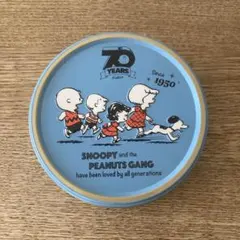 70
YEARS
Since
1950
SNOOPY and the
PEANUTS GANG
have been loved by all generations